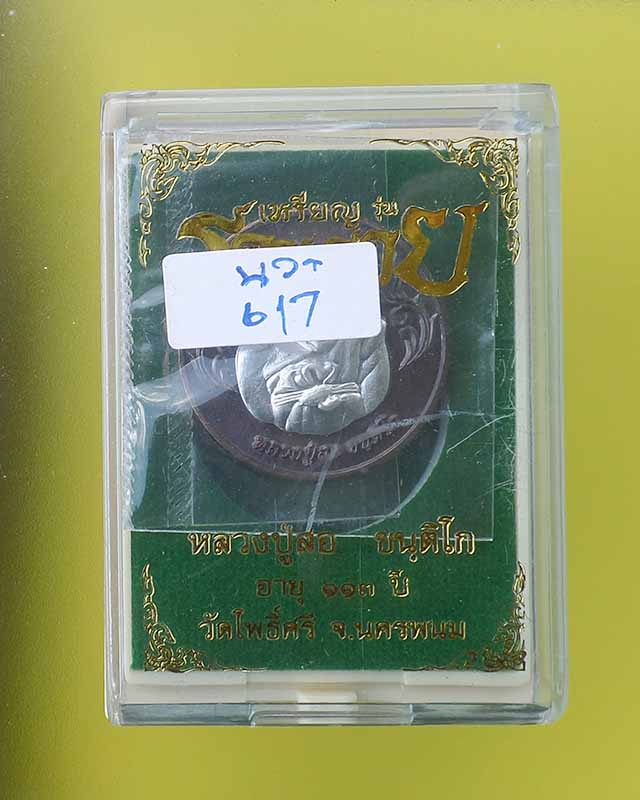 เหรียญ รุ่น
นวะ
617
หลวงปู่สอ ขนฺติโก
อายุ ๑๑๓ ปี
วัดโพธิ์ศรี จ.นครพนม